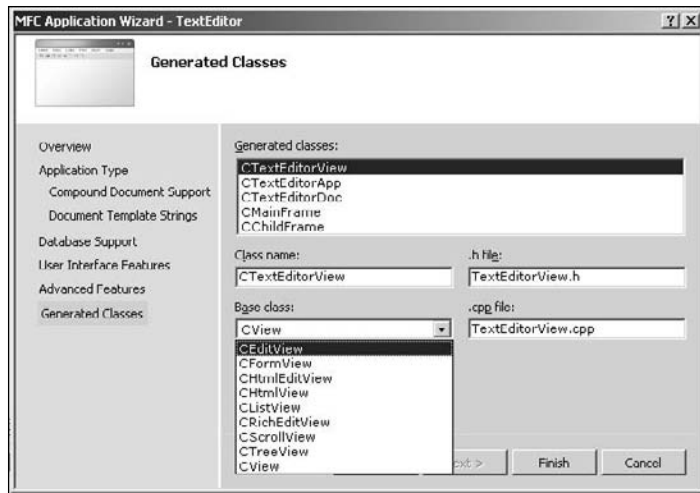 MFC Application Wizard - TextEditor
Generated Classes
Overview
Application Type
Compound Document Support
Document Template Strings
Database Support
User Interface Features
Advanced Features
Generated Classes
Generated classes:
CTextEditorView
CTextEditorApp
CTextEditorDoc
CMainFrame
CChildFrame
Class name:
.h file:
CTextEditorView
TextEditorView.h
Base class:
.cpp file:
CView
TextEditorView.cpp
CEditView
CFormView
CHtmlEditView
CHtmlView
CListView
CRichEditView
CScrollView
CTreeView
CView
ext >
Finish
Cancel